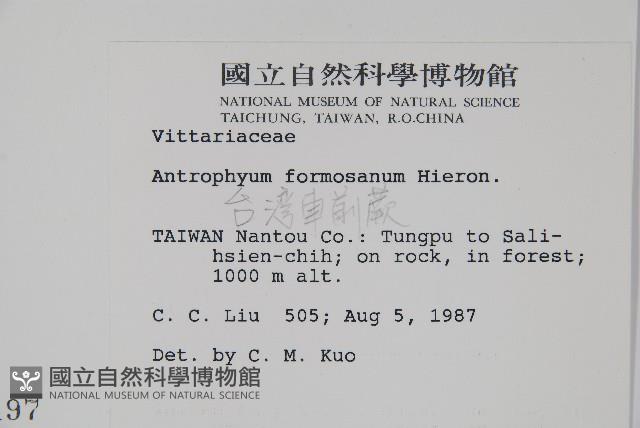 國立自然科學博物館
NATIONAL MUSEUM OF NATURAL SCIENCE
TAICHUNG, TAIWAN, R.O.CHINA
Vittariaceae
Antrophyum formosanum Hieron.
台湾車前蕨
TAIWAN Nantou Co.: Tungpu to Sali-
hsien-chih; on rock, in forest;
1000 m alt.
C. C. Liu 505; Aug 5, 1987
Det. by C. M. Kuo
國立自然科學博物館
NATIONAL MUSEUM OF NATURAL SCIENCE
97